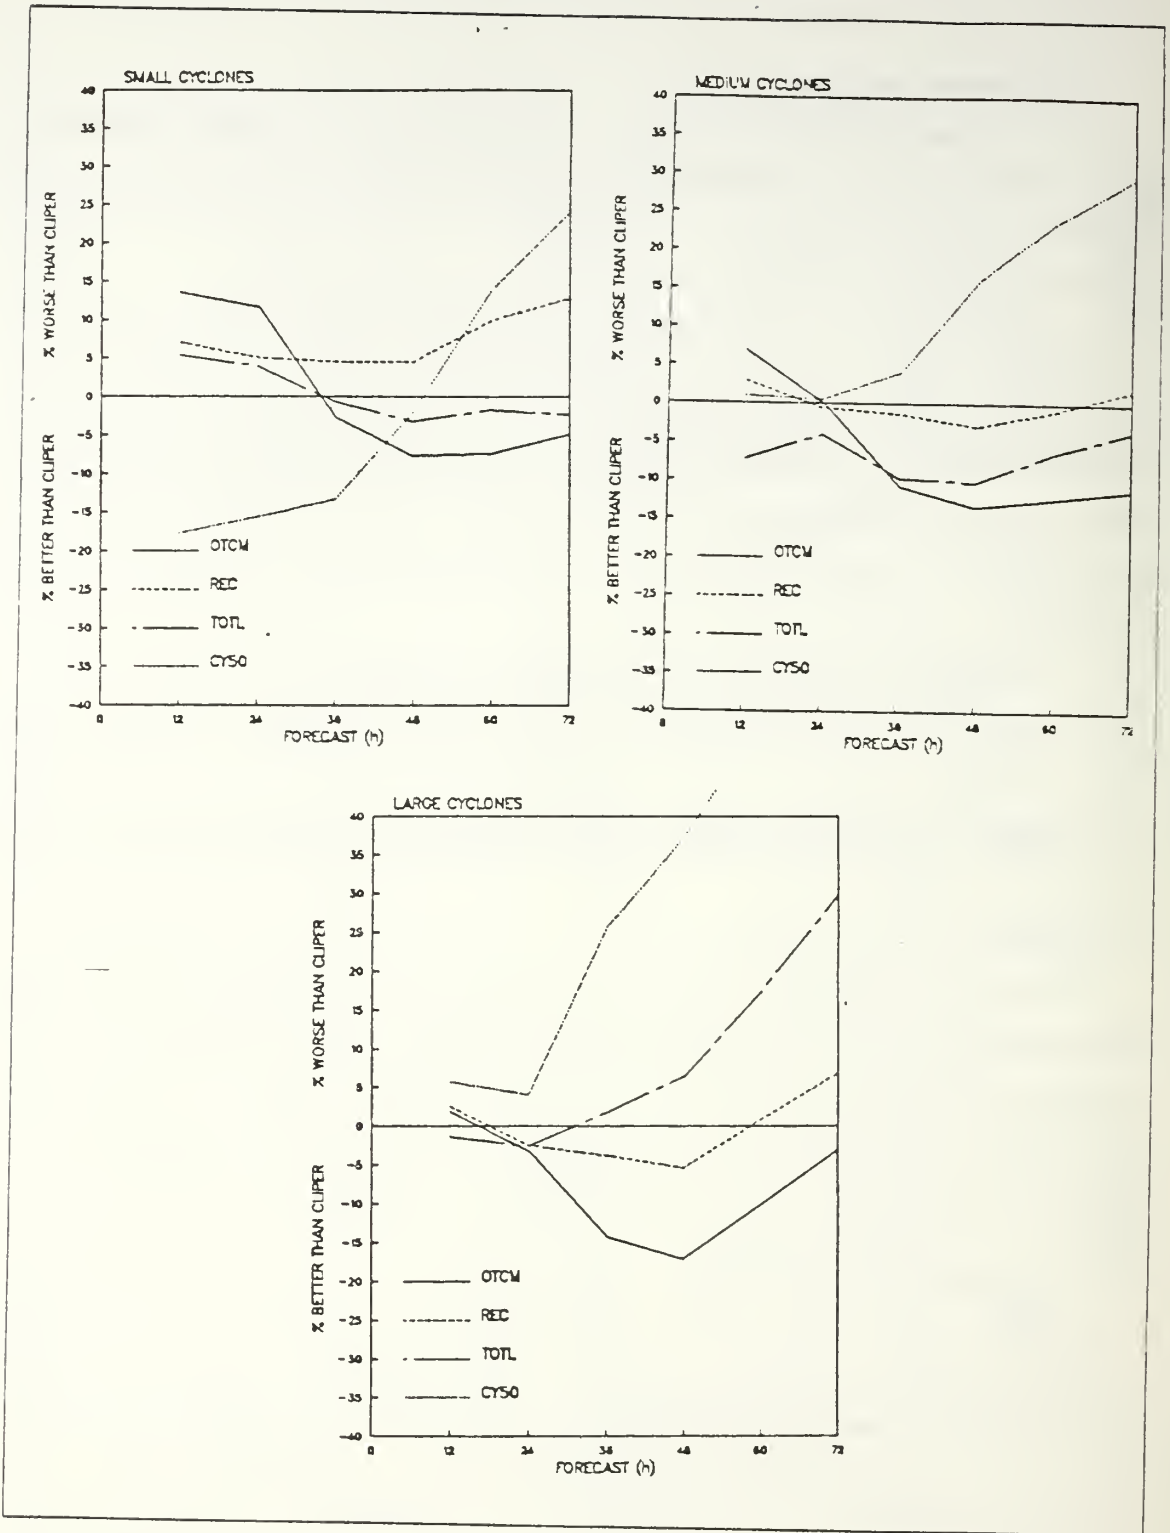 SMALL CYCLONES
40
35
30
25
20
15
10
5
0
-5
-10
-15
-20
-25
-30
-35
-40
% WORSE THAN CLIPER
% BETTER THAN CLIPER
OTCM
REC
TOTL
CY50
0 12 24 36 48 60 72
FORECAST (h)
MEDIUM CYCLONES
40
35
30
25
20
15
10
5
0
-5
-10
-15
-20
-25
-30
-35
-40
% WORSE THAN CLIPER
% BETTER THAN CLIPER
OTCM
REC
TOTL
CY50
0 12 24 36 48 60 72
FORECAST (h)
LARGE CYCLONES
40
35
30
25
20
15
10
5
0
-5
-10
-15
-20
-25
-30
-35
-40
% WORSE THAN CLIPER
% BETTER THAN CLIPER
OTCM
REC
TOTL
CY50
0 12 24 36 48 60 72
FORECAST (h)